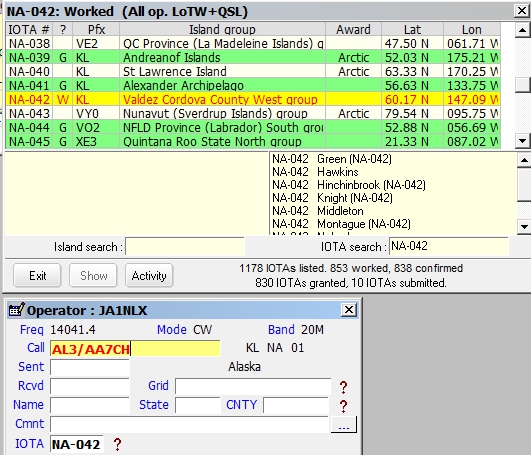 NA-042: Worked (All op. LoTW+QSL)
IOTA # ? Pfx Island group Award Lat Lon
NA-038 VE2 QC Province (La Madeleine Islands) g 47.50 N 061.71 W
NA-039 G KL Andreanof Islands Arctic 52.03 N 175.21 W
NA-040 KL St Lawrence Island Arctic 63.33 N 170.25 W
NA-041 G KL Alexander Archipelago 56.63 N 133.75 W
NA-042 W KL Valdez Cordova County West group 60.17 N 147.09 W
NA-043 VY0 Nunavut (Sverdrup Islands) group Arctic 79.54 N 095.75 W
NA-044 G VO2 NFLD Province (Labrador) South grou 52.88 N 056.69 W
NA-045 G XE3 Quintana Roo State North group 21.33 N 087.02 W
NA-042 Green (NA-042)
NA-042 Hawkins
NA-042 Hinchinbrook (NA-042)
NA-042 Knight (NA-042)
NA-042 Middleton
NA-042 Montague (NA-042)
Island search : IOTA search : NA-042
Exit Show Activity
1178 IOTAs listed. 853 worked, 838 confirmed
830 IOTAs granted, 10 IOTAs submitted.
Operator : JA1NLX
Freq 14041.4 Mode CW Band 20M
Call AL3/AA7CH KL NA 01
Sent Alaska
Rcvd Grid ?
Name State CNTY ?
Cmnt ...
IOTA NA-042 ?